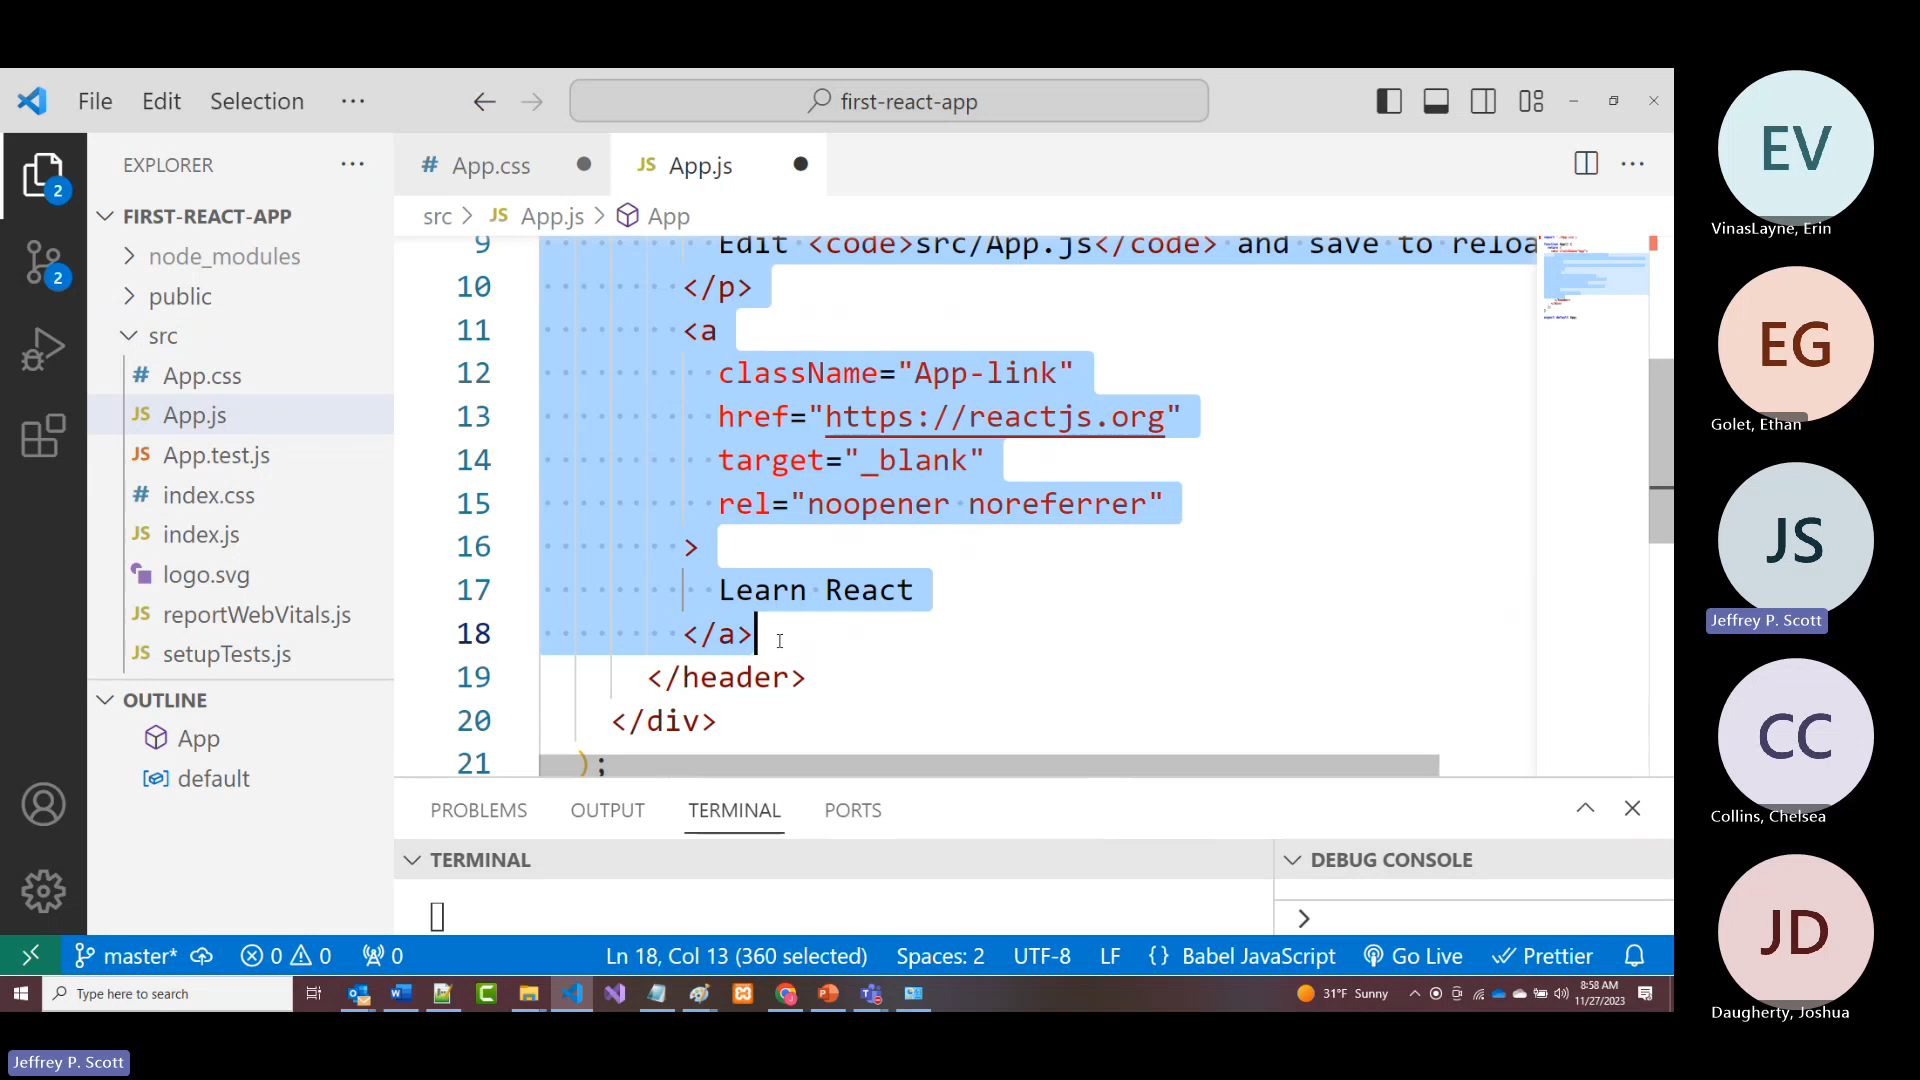 File Edit Selection ···
first-react-app
EXPLORER ···
FIRST-REACT-APP
node_modules
public
src
# App.css
JS App.js
JS App.test.js
# index.css
JS index.js
logo.svg
JS reportWebVitals.js
JS setupTests.js
OUTLINE
App
default
2
2
# App.css
JS App.js
···
src > JS App.js > App
9 Edit <code>src/App.js</code> and save to reloa
10 </p>
11 <a
12 className="App-link"
13 href="https://reactjs.org"
14 target="_blank"
15 rel="noopener noreferrer"
16 >
17 Learn React
18 </a>
19 </header>
20 </div>
21 );
PROBLEMS OUTPUT TERMINAL PORTS
TERMINAL
DEBUG CONSOLE
>
master* 0 0 0 Ln 18, Col 13 (360 selected) Spaces: 2 UTF-8 LF {} Babel JavaScript Go Live Prettier
Type here to search
31°F Sunny
8:58 AM
11/27/2023
Jeffrey P. Scott
EV
VinasLayne, Erin
EG
Golet, Ethan
JS
Jeffrey P. Scott
CC
Collins, Chelsea
JD
Daugherty, Joshua